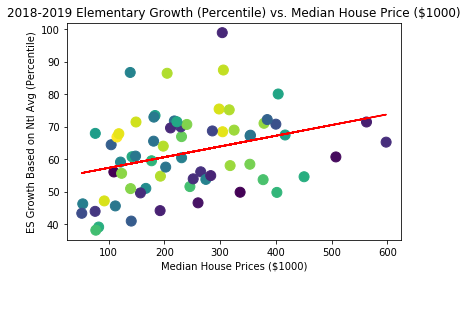 2018-2019 Elementary Growth (Percentile) vs. Median House Price ($1000)
ES Growth Based on Ntl Avg (Percentile)
100
90
80
70
60
50
40
100 200 300 400 500 600
Median House Prices ($1000)